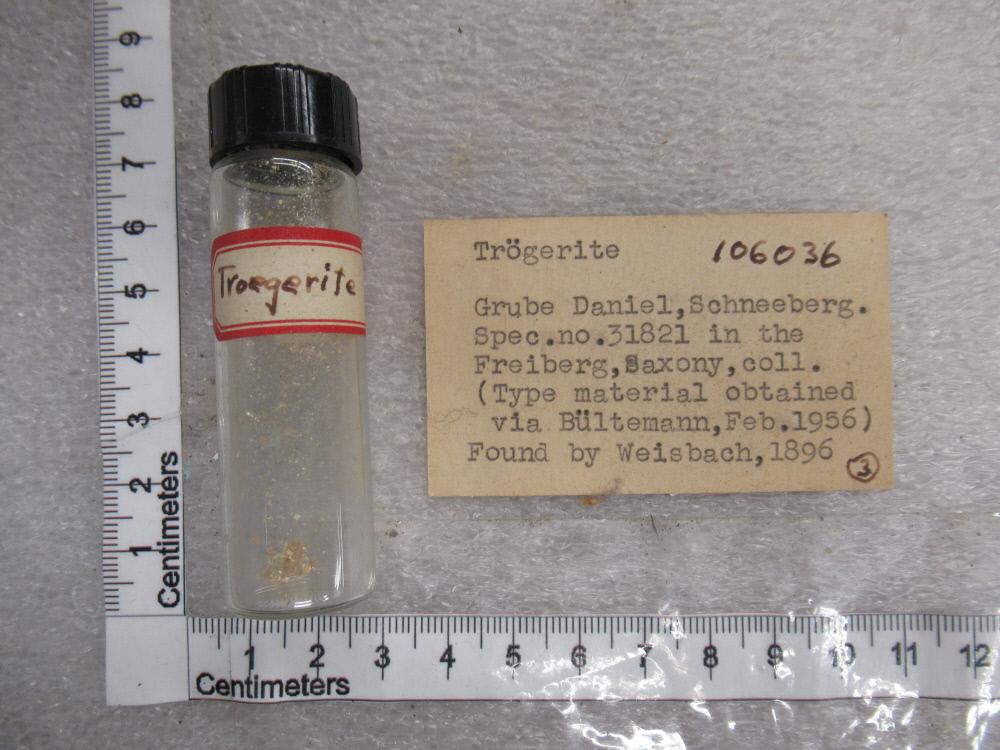 Troegerite
Trögerite 106036
Grube Daniel,Schneeberg.
Spec.no.31821 in the
Freiberg,Saxony,coll.
(Type material obtained
via Bültemann,Feb.1956)
Found by Weisbach,1896
3
9
8
7
6
5
4
3
2
1
Centimeters
1 2 3 4 5 6 7 8 9 10 11 12
Centimeters